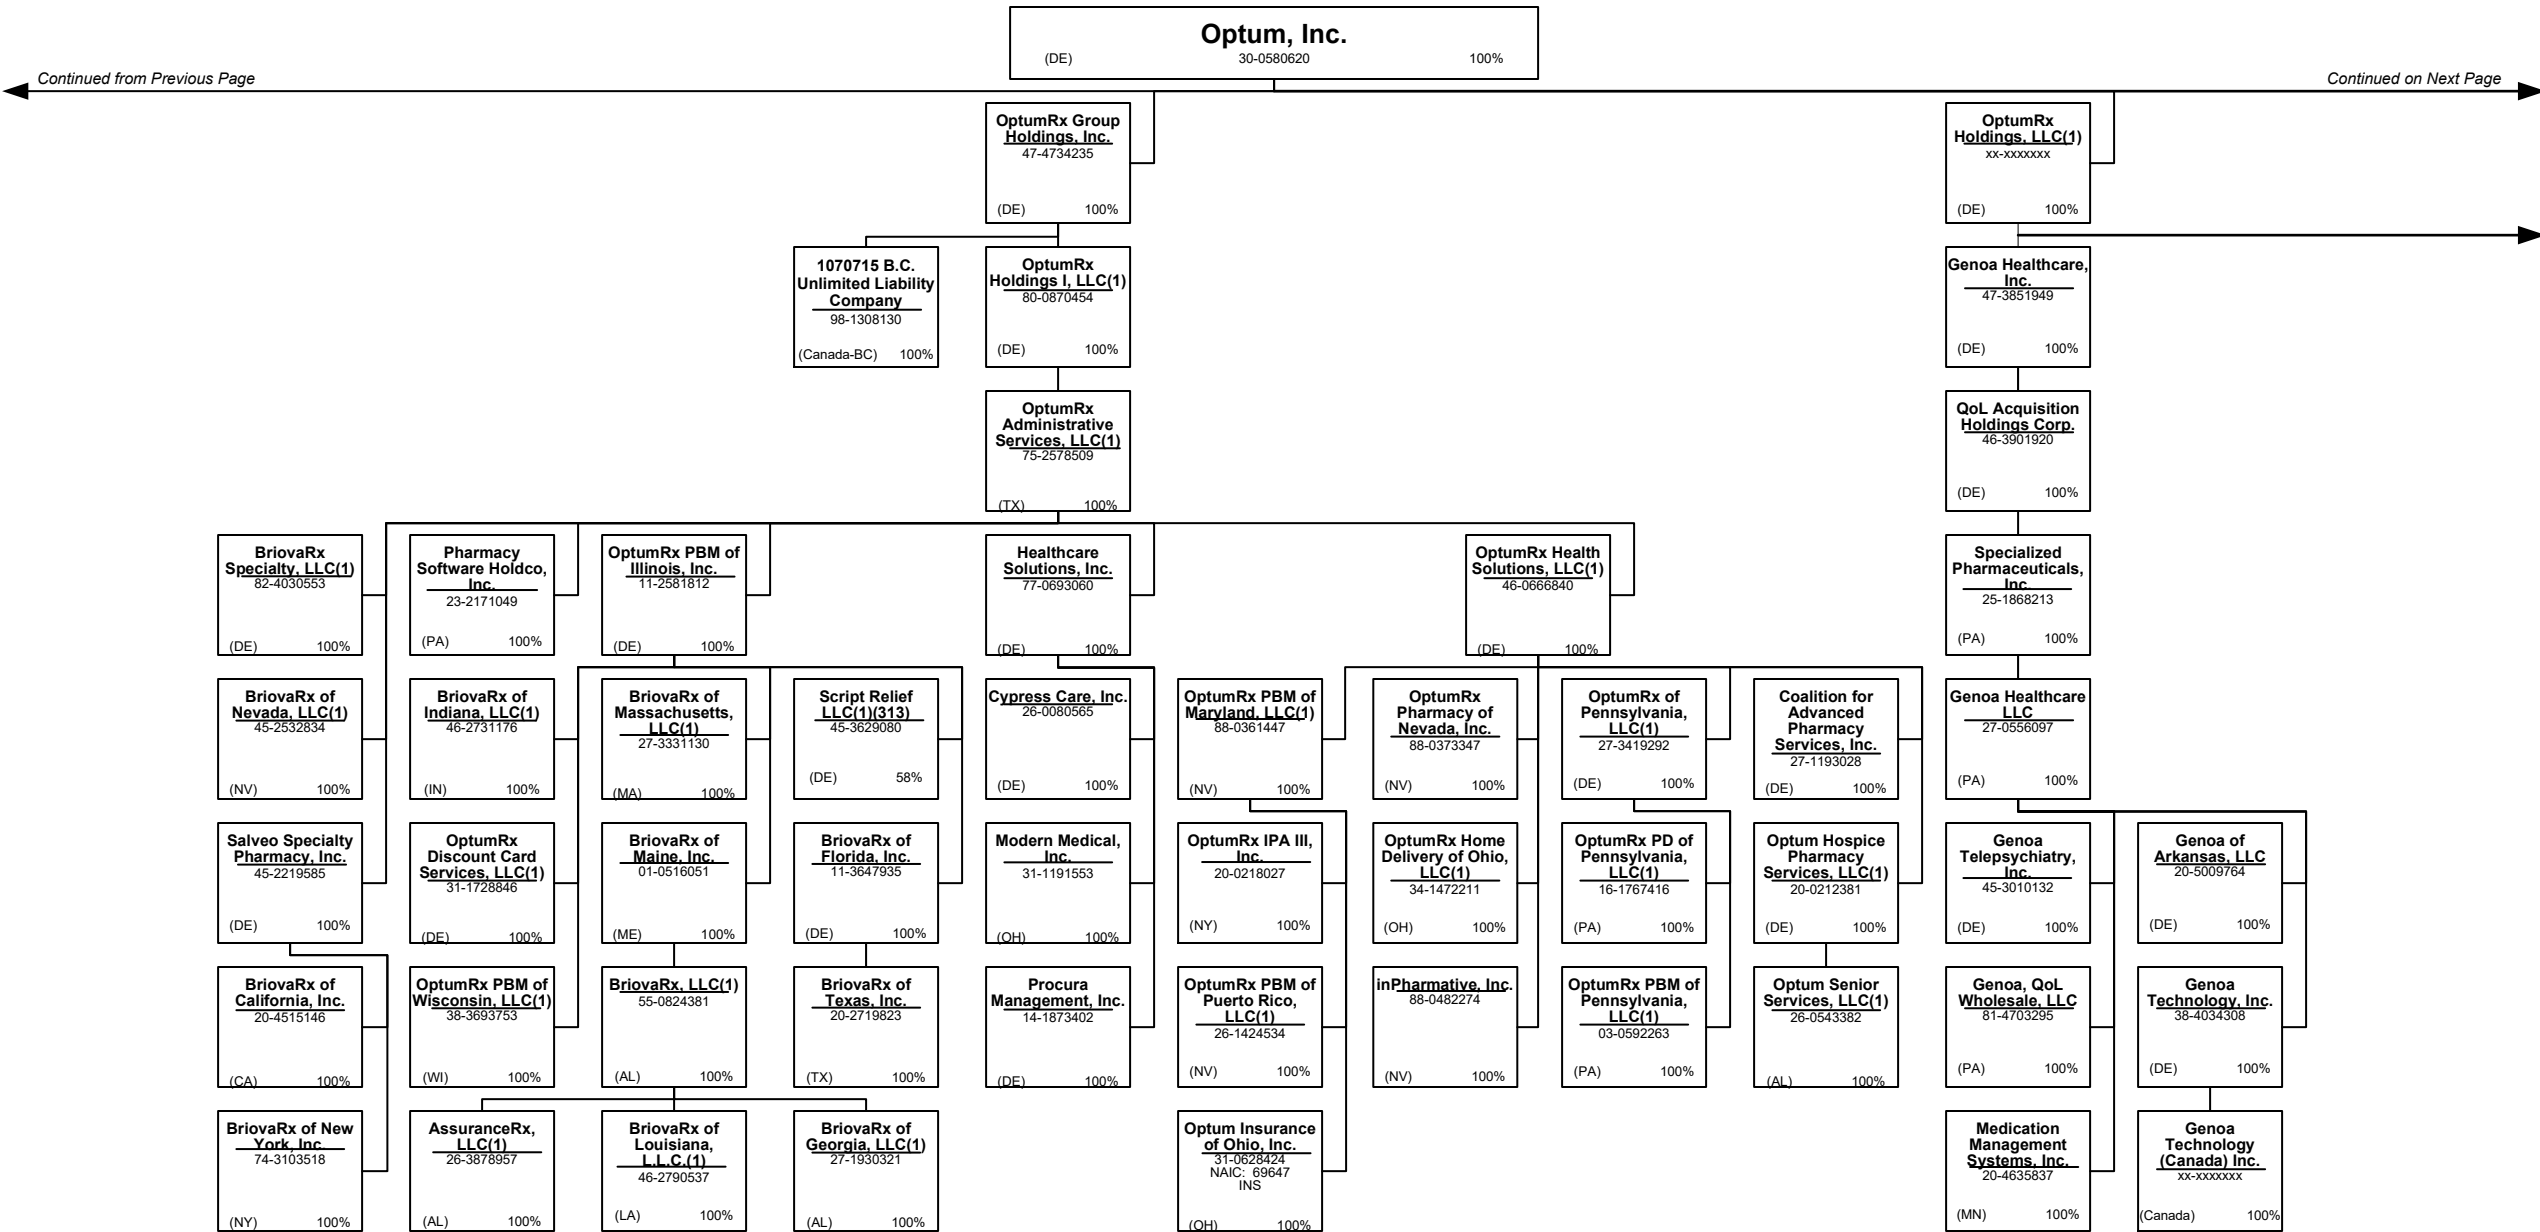 Optum, Inc.
(DE) 30-0580620 100%
Continued from Previous Page
Continued on Next Page
OptumRx Group
Holdings, Inc.
47-4734235
(DE) 100%
OptumRx
Holdings, LLC(1)
xx-xxxxxxx
(DE) 100%
1070715 B.C.
Unlimited Liability
Company
98-1308130
(Canada-BC) 100%
OptumRx
Holdings I, LLC(1)
80-0870454
(DE) 100%
Genoa Healthcare,
Inc.
47-3851949
(DE) 100%
OptumRx
Administrative
Services, LLC(1)
75-2578509
(TX) 100%
QoL Acquisition
Holdings Corp.
46-3901920
(DE) 100%
BriovaRx
Specialty, LLC(1)
82-4030553
(DE) 100%
Pharmacy
Software Holdco,
Inc.
23-2171049
(PA) 100%
OptumRx PBM of
Illinois, Inc.
11-2581812
(DE) 100%
Healthcare
Solutions, Inc.
77-0693060
(DE) 100%
OptumRx Health
Solutions, LLC(1)
46-0666840
(DE) 100%
Specialized
Pharmaceuticals,
Inc.
25-1868213
(PA) 100%
BriovaRx of
Nevada, LLC(1)
45-2532834
(NV) 100%
BriovaRx of
Indiana, LLC(1)
46-2731176
(IN) 100%
BriovaRx of
Massachusetts,
LLC(1)
27-3331130
(MA) 100%
Script Relief
LLC(1)(313)
45-3629080
(DE) 58%
Cypress Care, Inc.
26-0080565
(DE) 100%
OptumRx PBM of
Maryland, LLC(1)
88-0361447
(NV) 100%
OptumRx
Pharmacy of
Nevada, Inc.
88-0373347
(NV) 100%
OptumRx of
Pennsylvania,
LLC(1)
27-3419292
(DE) 100%
Coalition for
Advanced
Pharmacy
Services, Inc.
27-1193028
(DE) 100%
Genoa Healthcare
LLC
27-0556097
(PA) 100%
Salveo Specialty
Pharmacy, Inc.
45-2219585
(DE) 100%
OptumRx
Discount Card
Services, LLC(1)
31-1728846
(DE) 100%
BriovaRx of
Maine, Inc.
01-0516051
(ME) 100%
BriovaRx of
Florida, Inc.
11-3647935
(DE) 100%
Modern Medical,
Inc.
31-1191553
(OH) 100%
OptumRx IPA III,
Inc.
20-0218027
(NY) 100%
OptumRx Home
Delivery of Ohio,
LLC(1)
34-1472211
(OH) 100%
OptumRx PD of
Pennsylvania,
LLC(1)
16-1767416
(PA) 100%
Optum Hospice
Pharmacy
Services, LLC(1)
20-0212381
(DE) 100%
Genoa
Telepsychiatry,
Inc.
45-3010132
(DE) 100%
Genoa of
Arkansas, LLC
20-5009764
(DE) 100%
BriovaRx of
California, Inc.
20-4515146
(CA) 100%
OptumRx PBM of
Wisconsin, LLC(1)
38-3693753
(WI) 100%
BriovaRx, LLC(1)
55-0824381
(AL) 100%
BriovaRx of
Texas, Inc.
20-2719823
(TX) 100%
Procura
Management, Inc.
14-1873402
(DE) 100%
OptumRx PBM of
Puerto Rico,
LLC(1)
26-1424534
(NV) 100%
inPharmative, Inc.
88-0482274
(NV) 100%
OptumRx PBM of
Pennsylvania,
LLC(1)
03-0592263
(PA) 100%
Optum Senior
Services, LLC(1)
26-0543382
(AL) 100%
Genoa, QoL
Wholesale, LLC
81-4703295
(PA) 100%
Genoa
Technology, Inc.
38-4034308
(DE) 100%
BriovaRx of New
York, Inc.
74-3103518
(NY) 100%
AssuranceRx,
LLC(1)
26-3878957
(AL) 100%
BriovaRx of
Louisiana,
L.L.C.(1)
46-2790537
(LA) 100%
BriovaRx of
Georgia, LLC(1)
27-1930321
(AL) 100%
Optum Insurance
of Ohio, Inc.
31-0628424
NAIC: 69647
INS
(OH) 100%
Medication
Management
Systems, Inc.
20-4635837
(MN) 100%
Genoa
Technology
(Canada) Inc.
xx-xxxxxxx
(Canada) 100%